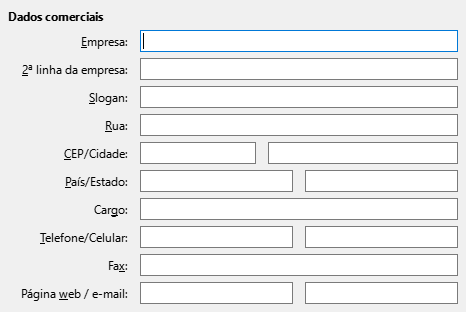 Dados comerciais
Empresa:
2ª linha da empresa:
Slogan:
Rua:
CEP/Cidade:
País/Estado:
Cargo:
Telefone/Celular:
Fax:
Página web / e-mail: